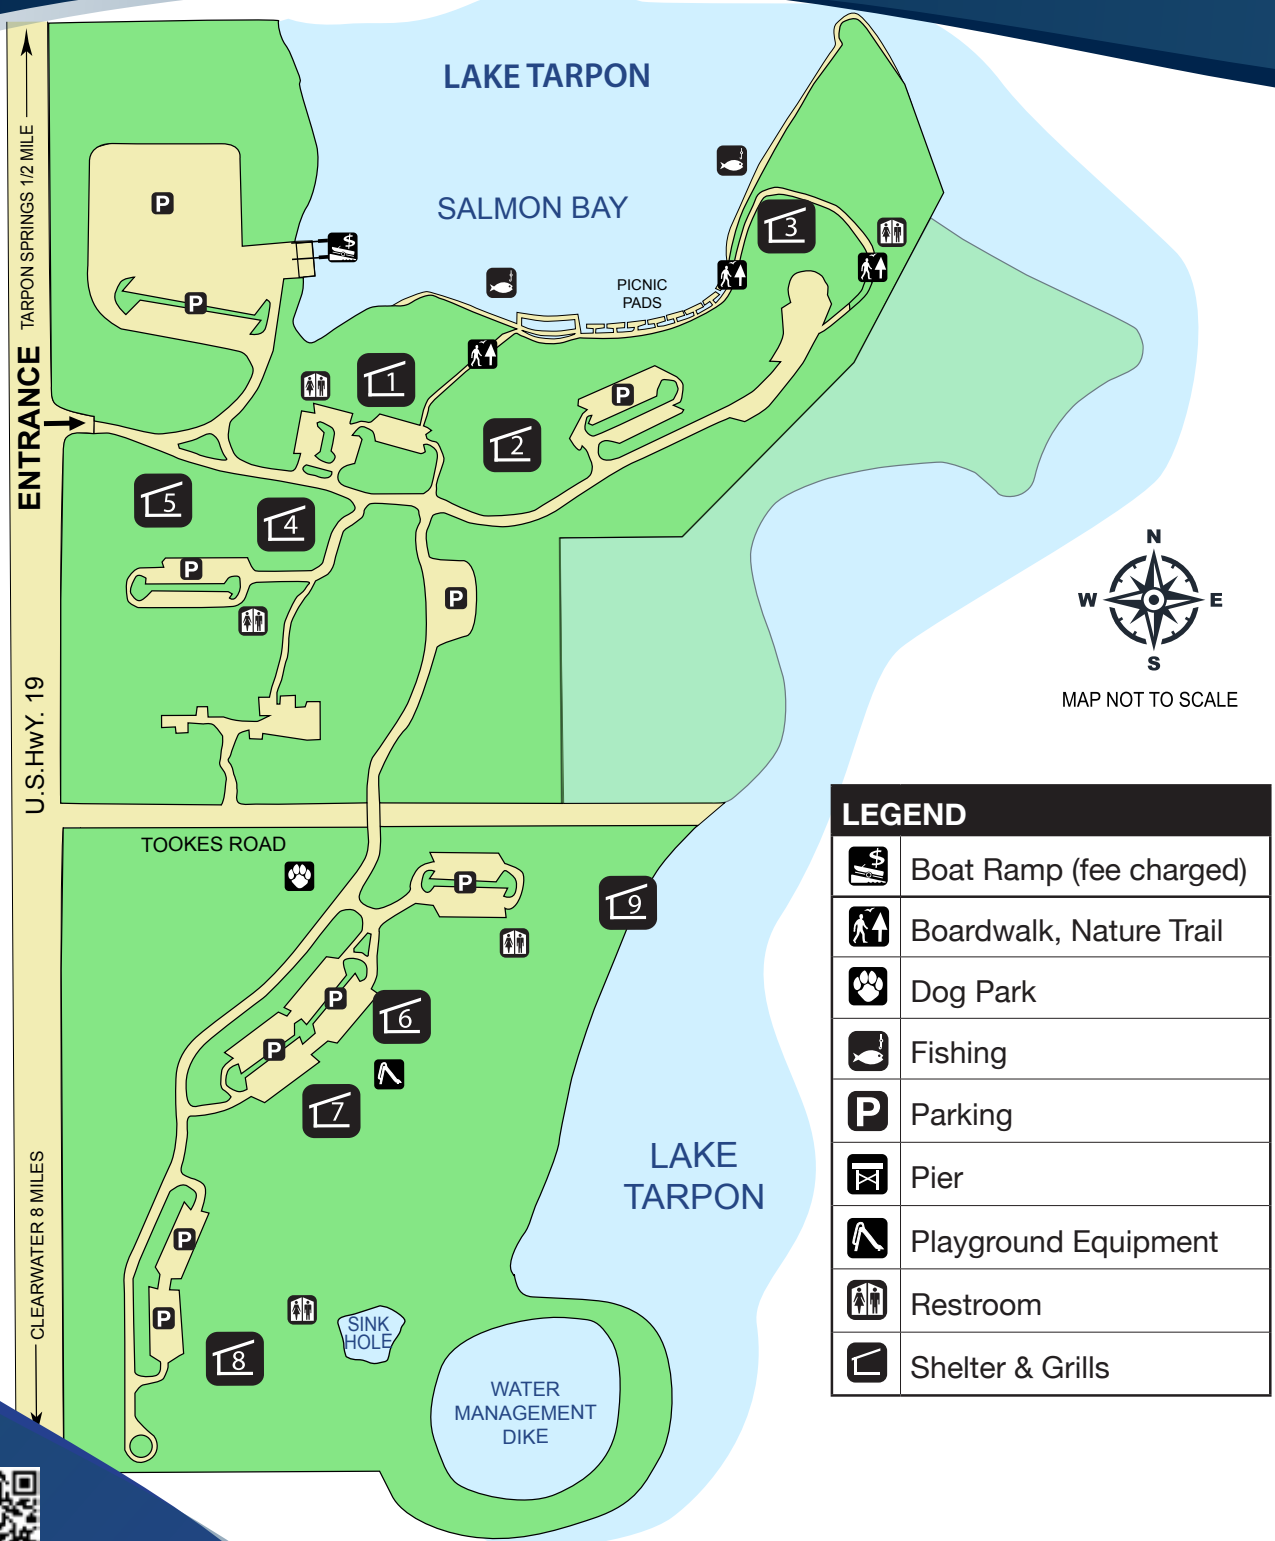 LAKE TARPON
TARPON SPRINGS 1/2 MILE
P
SALMON BAY
3
$
P
PICNIC
PADS
ENTRANCE
1
P
2
5
4
P
P
N
W
E
S
MAP NOT TO SCALE
U.S.HwY. 19
TOOKES ROAD
P
9
P
6
P
7
LAKE
TARPON
CLEARWATER 8 MILES
P
P
SINK
HOLE
8
WATER
MANAGEMENT
DIKE
LEGEND
$ Boat Ramp (fee charged)
Boardwalk, Nature Trail
Dog Park
Fishing
P Parking
Pier
Playground Equipment
Restroom
Shelter & Grills